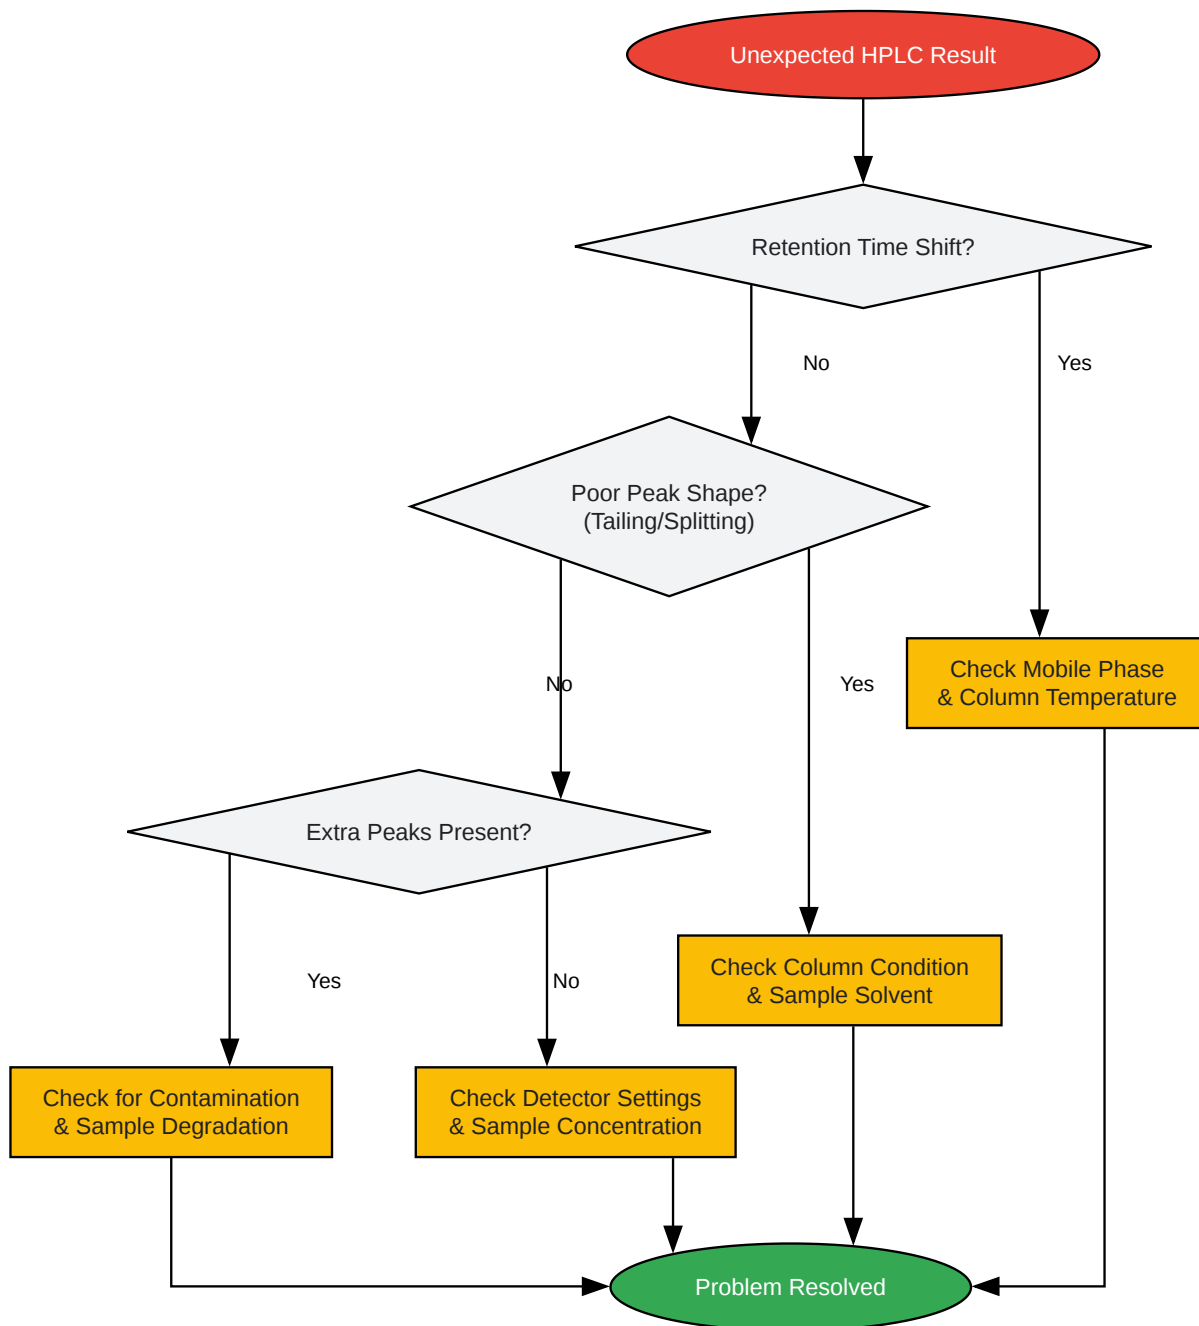 Unexpected HPLC Result
Retention Time Shift?
No
Yes
Poor Peak Shape?
(Tailing/Splitting)
No
Yes
Check Mobile Phase
& Column Temperature
Extra Peaks Present?
Yes
No
Check Column Condition
& Sample Solvent
Check for Contamination
& Sample Degradation
Check Detector Settings
& Sample Concentration
Problem Resolved